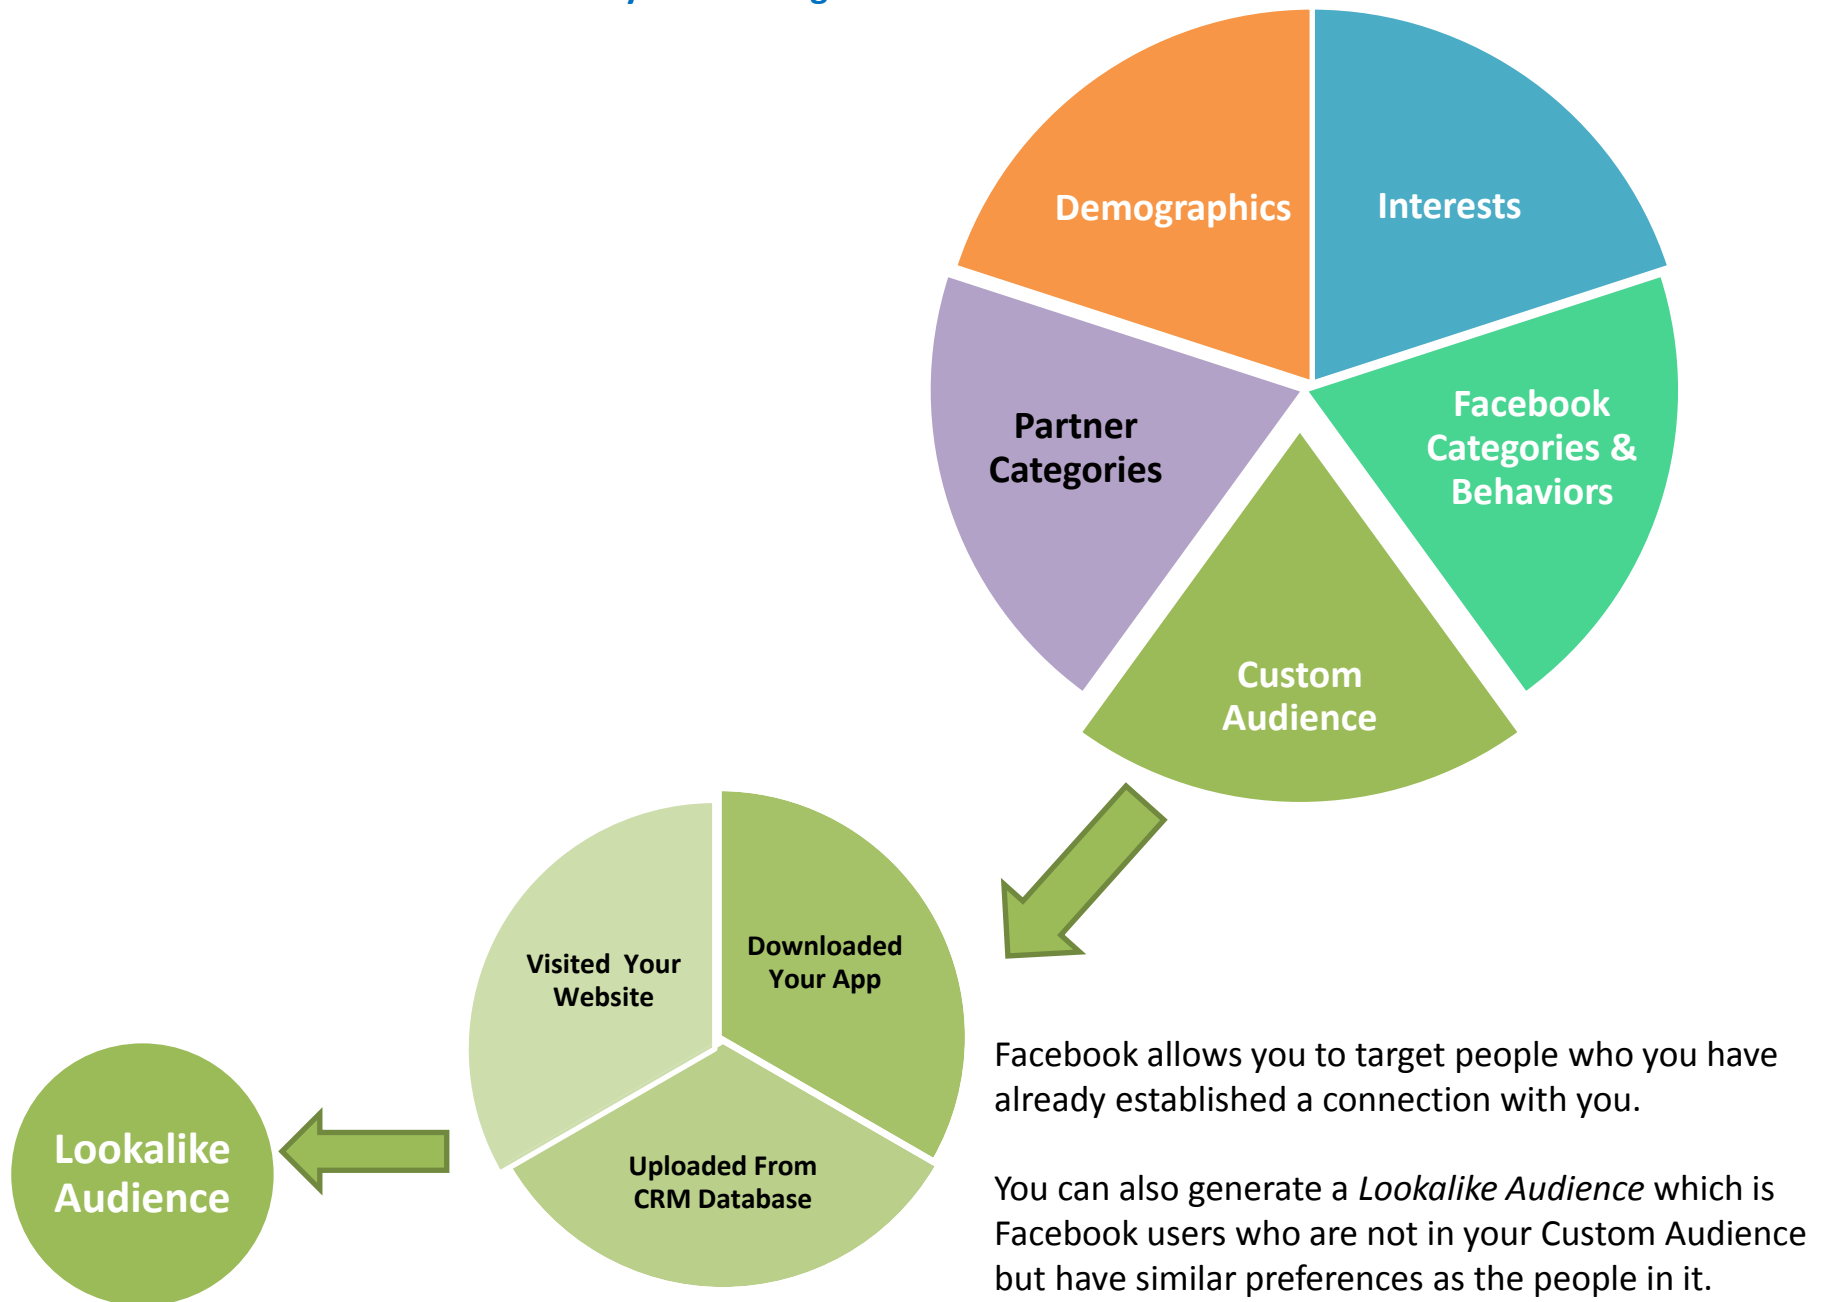 Demographics
Interests
Partner
Categories
Facebook
Categories &
Behaviors
Custom
Audience
Visited Your
Website
Downloaded
Your App
Uploaded From
CRM Database
Lookalike
Audience
Facebook allows you to target people who you have
already established a connection with you.
You can also generate a Lookalike Audience which is
Facebook users who are not in your Custom Audience
but have similar preferences as the people in it.